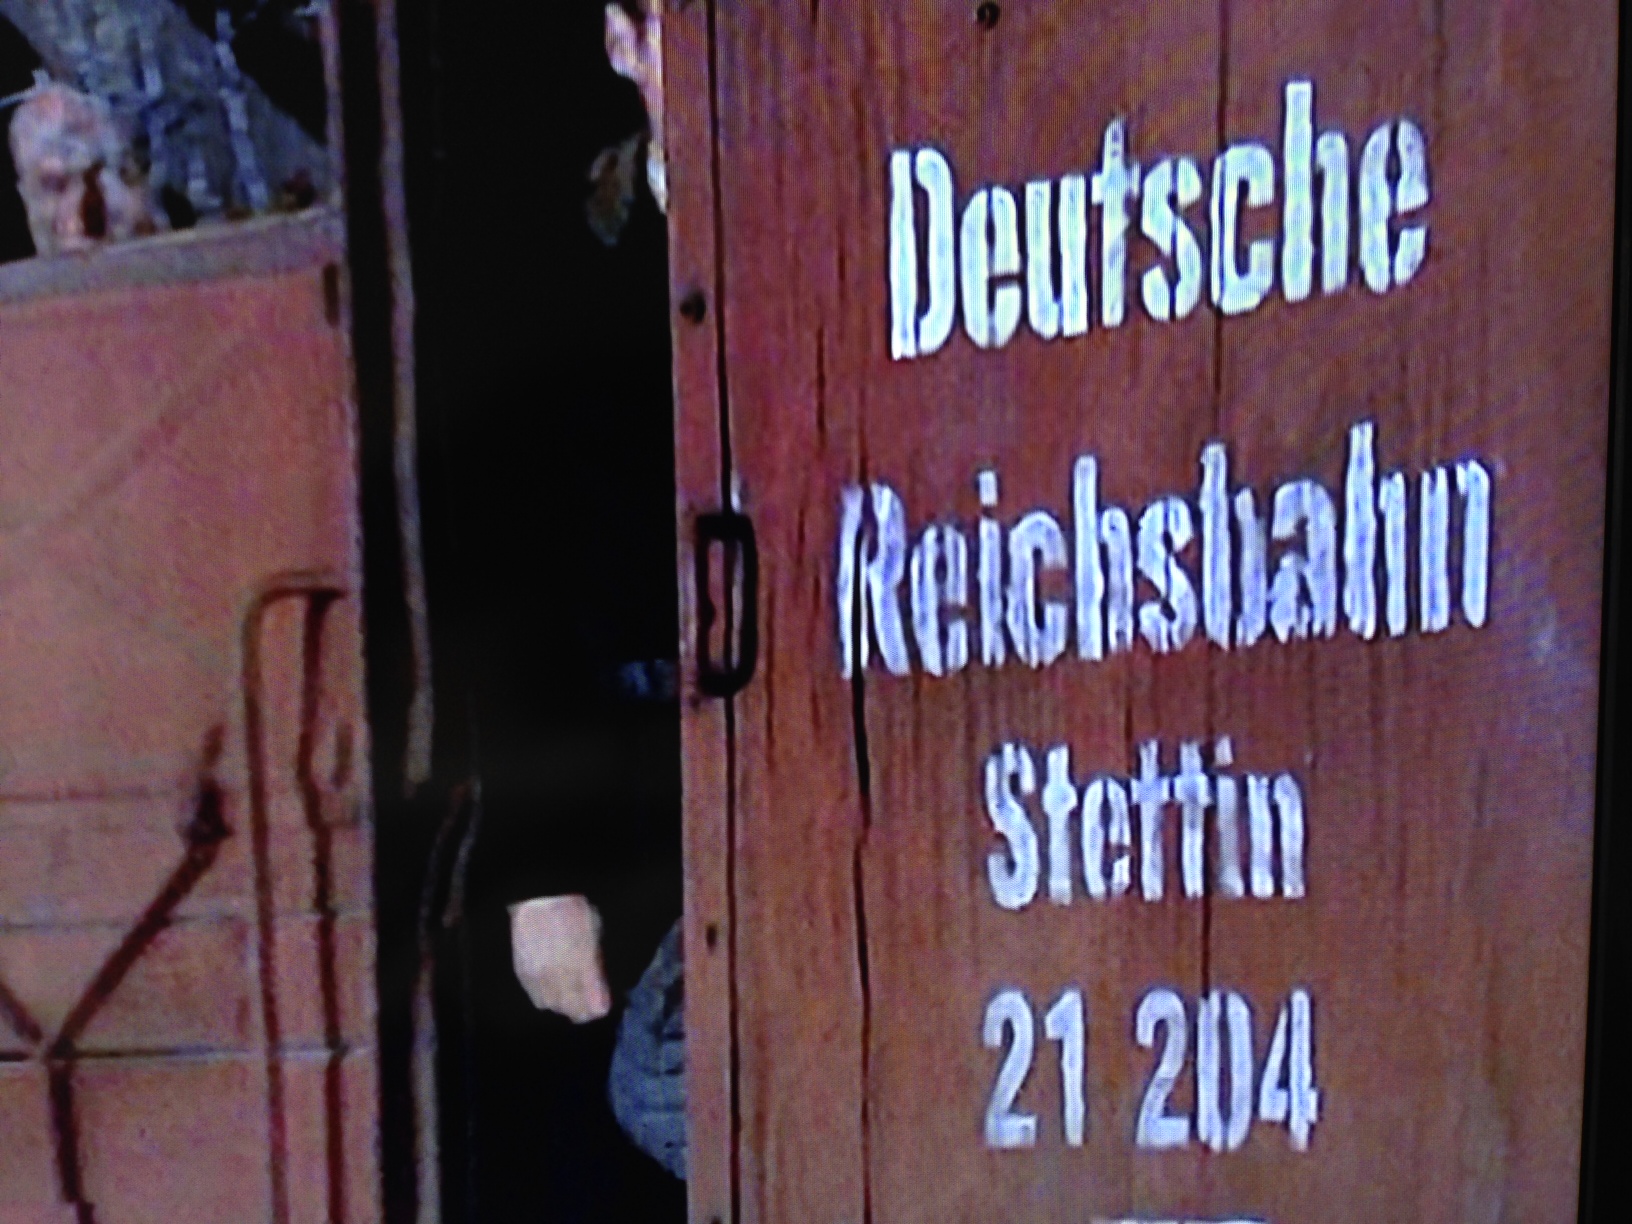 Deutsche
Reichsbahn
Stettin
21 204